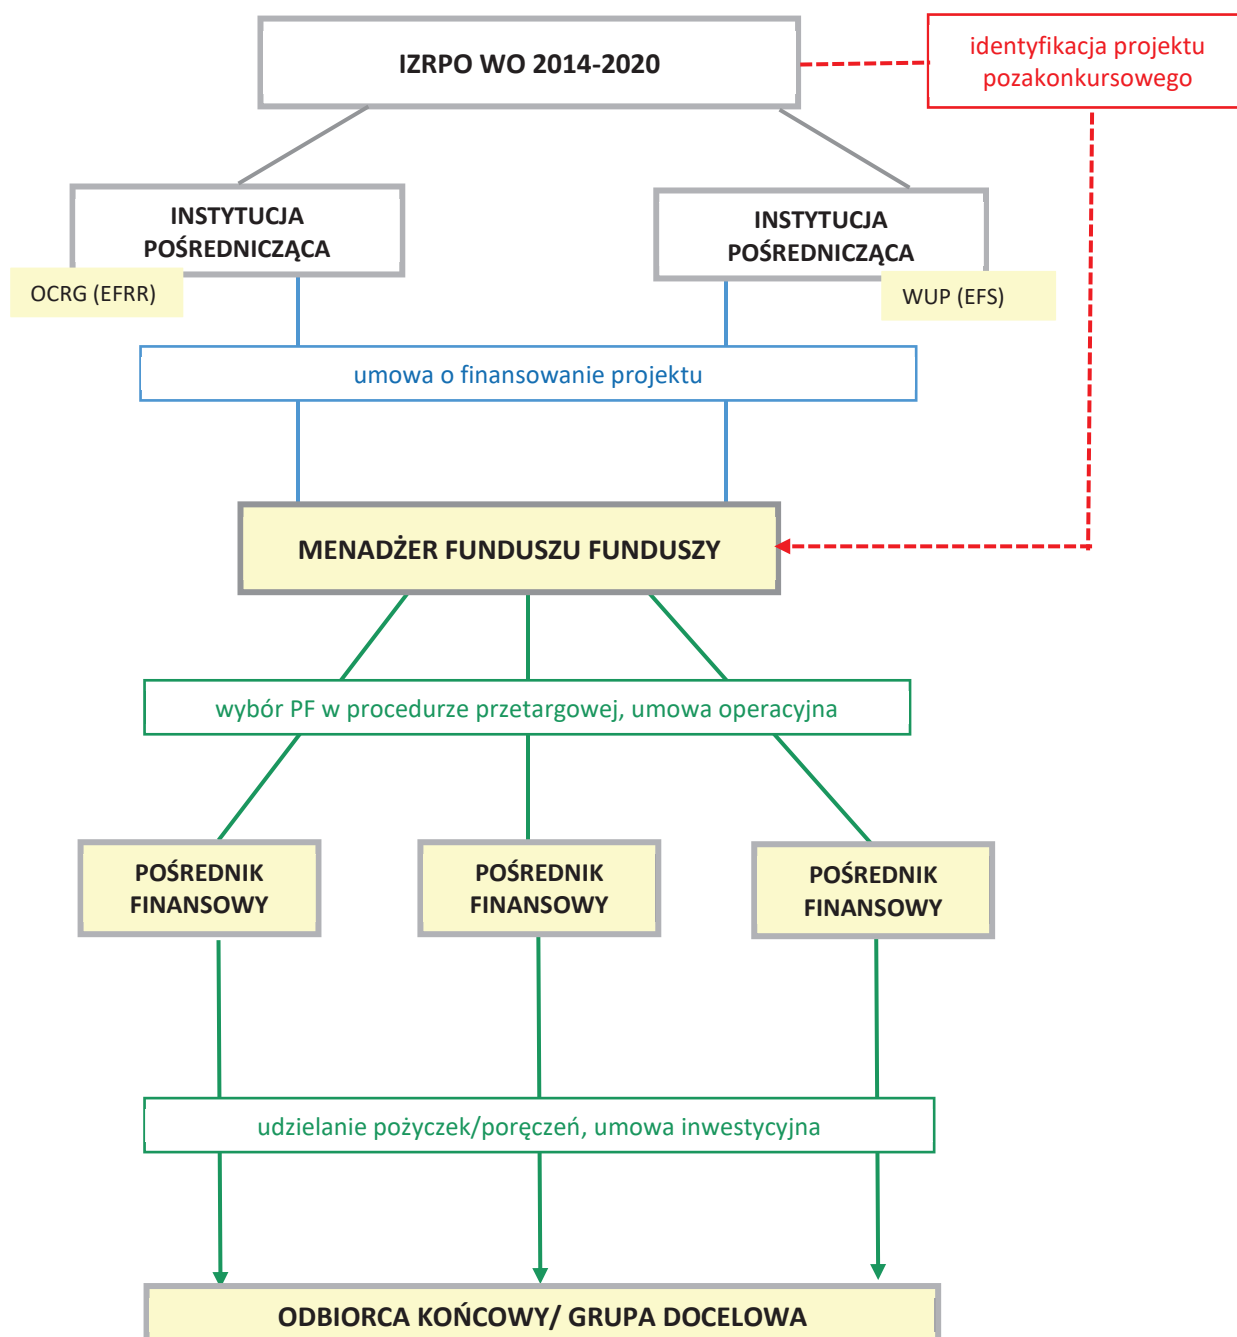 IZRPO WO 2014-2020
identyfikacja projektu
pozakonkursowego
INSTYTUCJA
POŚREDNICZĄCA
OCRG (EFRR)
INSTYTUCJA
POŚREDNICZĄCA
WUP (EFS)
umowa o finansowanie projektu
MENADŻER FUNDUSZU FUNDUSZY
wybór PF w procedurze przetargowej, umowa operacyjna
POŚREDNIK
FINANSOWY
POŚREDNIK
FINANSOWY
POŚREDNIK
FINANSOWY
udzielanie pożyczek/poręczeń, umowa inwestycyjna
ODBIORCA KOŃCOWY/ GRUPA DOCELOWA